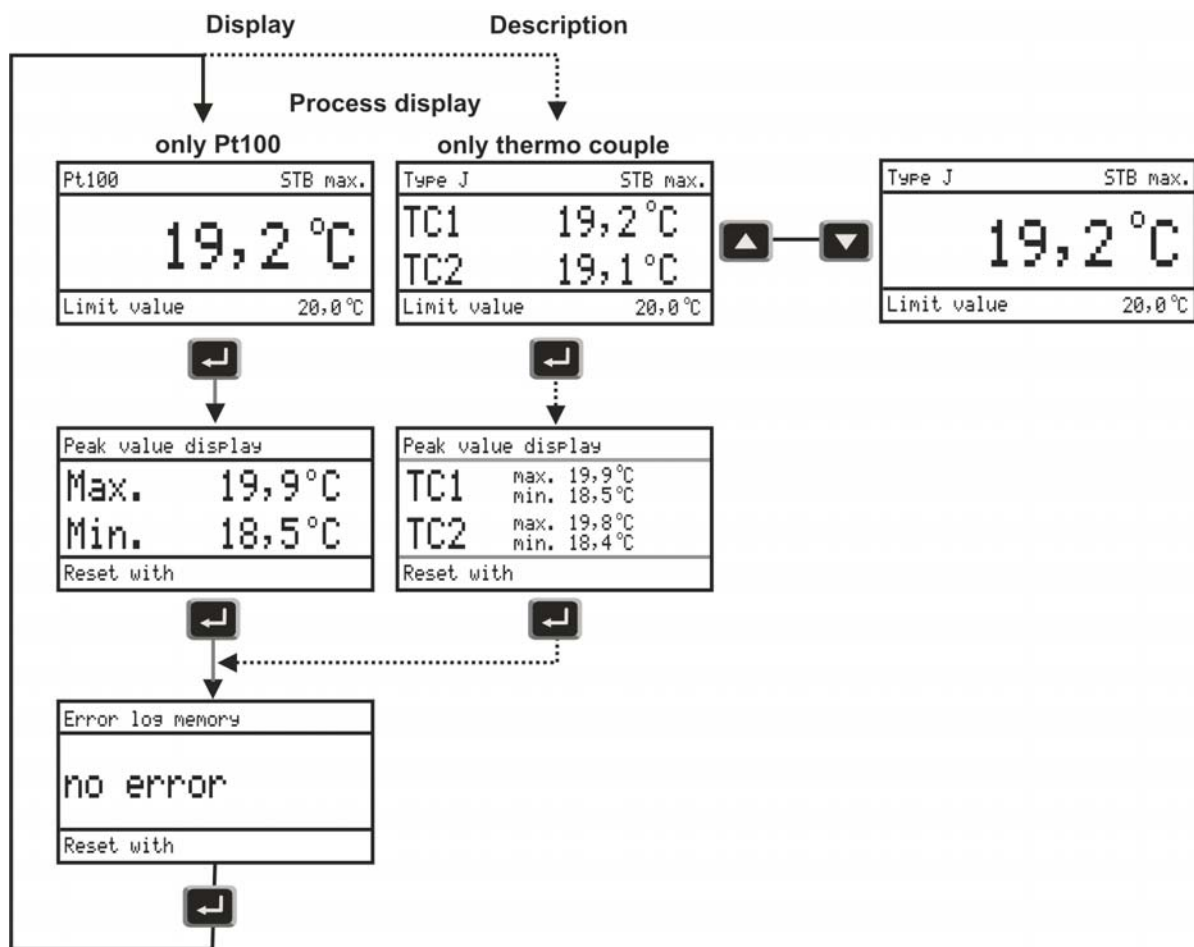 Display Description
Process display
only Pt100 only thermo couple
Pt100 STB max.
19,2 °C
Limit value 20,0 °C
Type J STB max.
TC1 19,2 °C
TC2 19,1 °C
Limit value 20,0 °C
Type J STB max.
19,2 °C
Limit value 20,0 °C
Peak value display
Max. 19,9°C
Min. 18,5°C
Reset with
Peak value display
TC1 max. 19,9°C
min. 18,5°C
TC2 max. 19,8°C
min. 18,4°C
Reset with
Error log memory
no error
Reset with